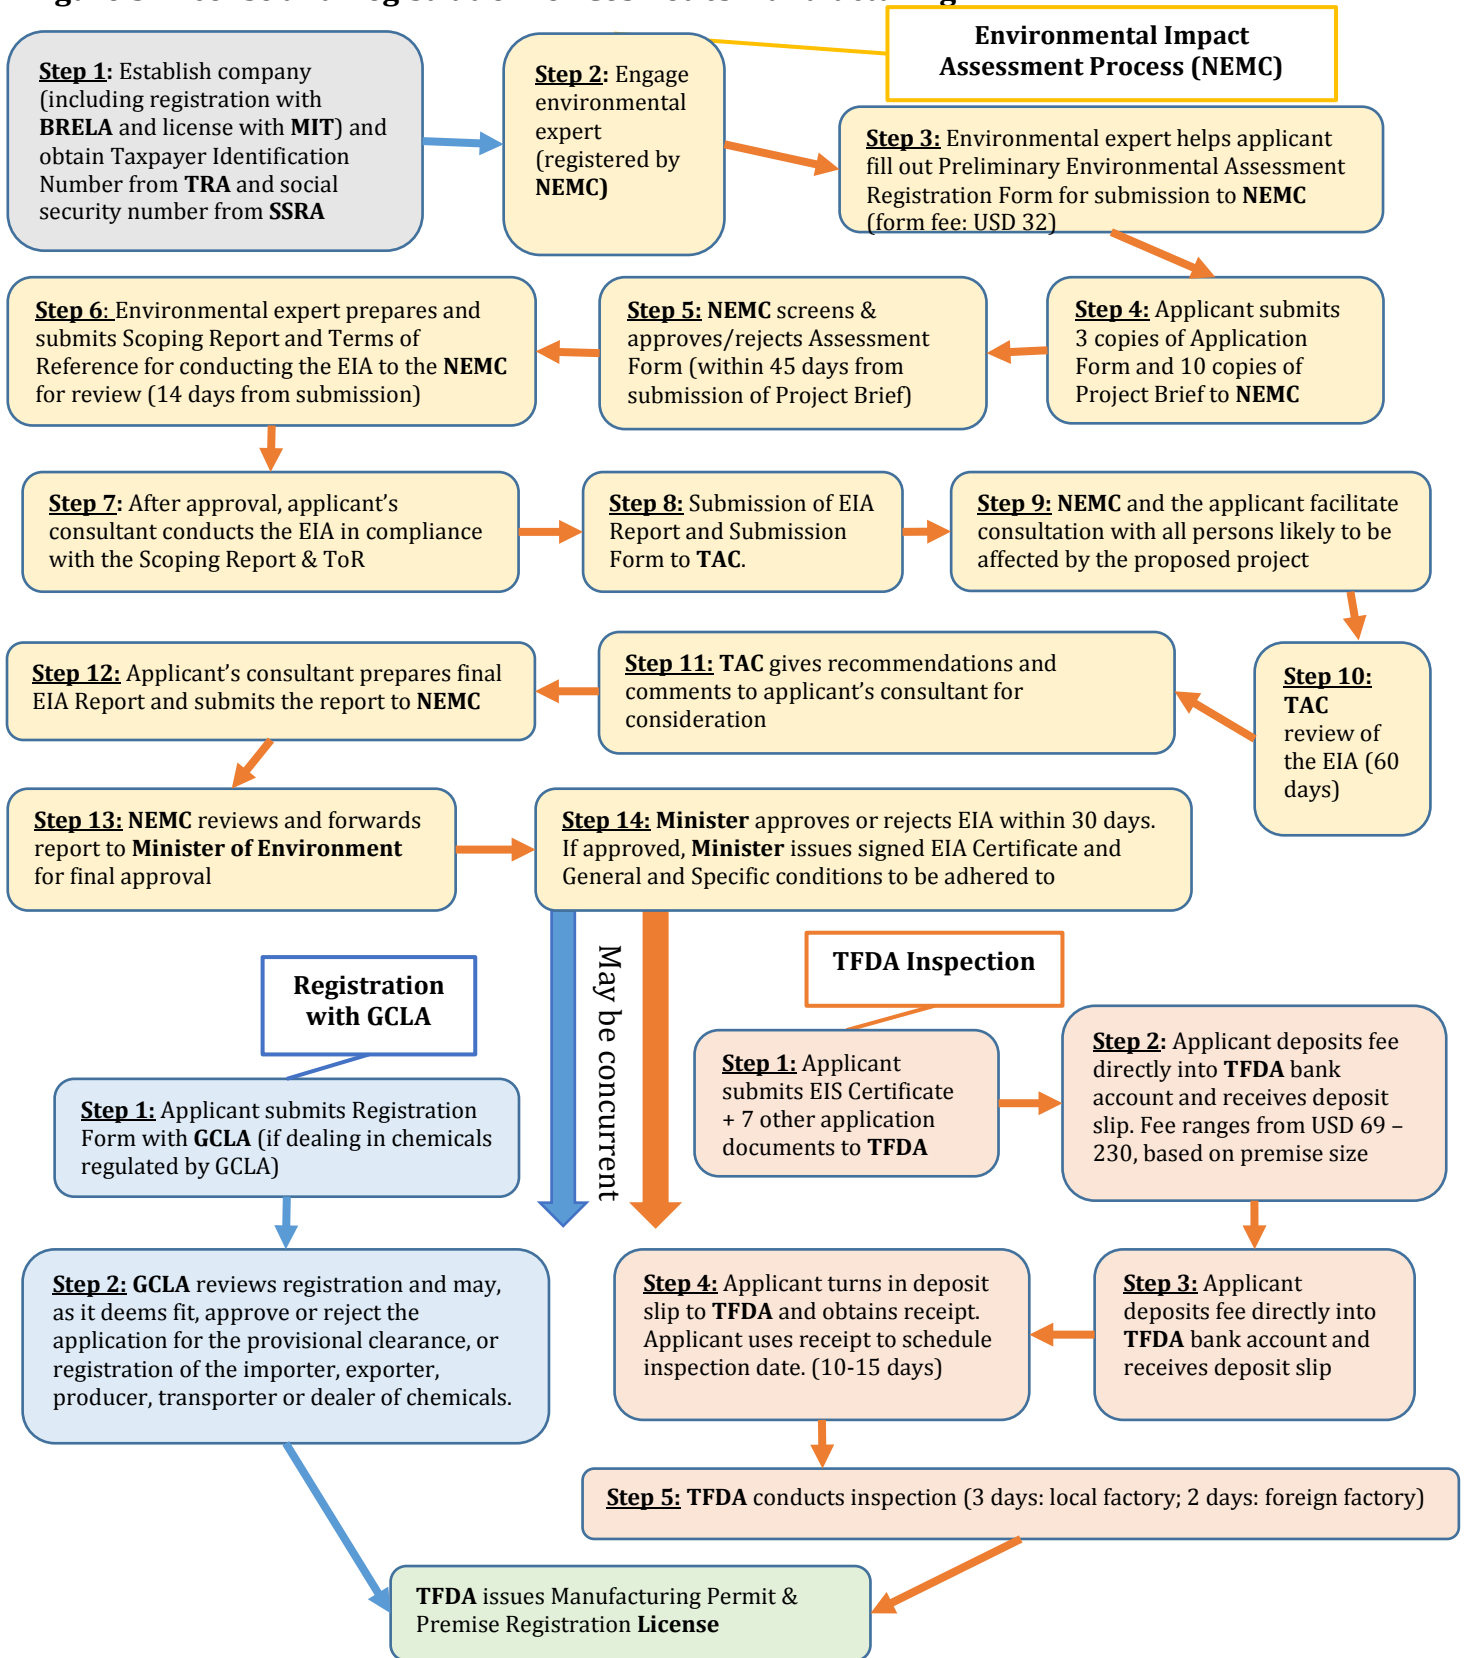 Environmental Impact
Assessment Process (NEMC)
Step 1: Establish company
(including registration with
BRELA and license with MIT) and
obtain Taxpayer Identification
Number from TRA and social
security number from SSRA
Step 2: Engage
environmental
expert
(registered by
NEMC)
Step 3: Environmental expert helps applicant
fill out Preliminary Environmental Assessment
Registration Form for submission to NEMC
(form fee: USD 32)
Step 4: Applicant submits
3 copies of Application
Form and 10 copies of
Project Brief to NEMC
Step 5: NEMC screens &
approves/rejects Assessment
Form (within 45 days from
submission of Project Brief)
Step 6: Environmental expert prepares and
submits Scoping Report and Terms of
Reference for conducting the EIA to the NEMC
for review (14 days from submission)
Step 7: After approval, applicant’s
consultant conducts the EIA in compliance
with the Scoping Report & ToR
Step 8: Submission of EIA
Report and Submission
Form to TAC.
Step 9: NEMC and the applicant facilitate
consultation with all persons likely to be
affected by the proposed project
Step 10:
TAC
review of
the EIA (60
days)
Step 11: TAC gives recommendations and
comments to applicant’s consultant for
consideration
Step 12: Applicant’s consultant prepares final
EIA Report and submits the report to NEMC
Step 13: NEMC reviews and forwards
report to Minister of Environment
for final approval
Step 14: Minister approves or rejects EIA within 30 days.
If approved, Minister issues signed EIA Certificate and
General and Specific conditions to be adhered to
May be concurrent
Registration
with GCLA
Step 1: Applicant submits Registration
Form with GCLA (if dealing in chemicals
regulated by GCLA)
Step 2: GCLA reviews registration and may,
as it deems fit, approve or reject the
application for the provisional clearance, or
registration of the importer, exporter,
producer, transporter or dealer of chemicals.
TFDA Inspection
Step 1: Applicant
submits EIS Certificate
+ 7 other application
documents to TFDA
Step 2: Applicant deposits fee
directly into TFDA bank
account and receives deposit
slip. Fee ranges from USD 69 –
230, based on premise size
Step 3: Applicant
deposits fee directly into
TFDA bank account and
receives deposit slip
Step 4: Applicant turns in deposit
slip to TFDA and obtains receipt.
Applicant uses receipt to schedule
inspection date. (10-15 days)
Step 5: TFDA conducts inspection (3 days: local factory; 2 days: foreign factory)
TFDA issues Manufacturing Permit &
Premise Registration License